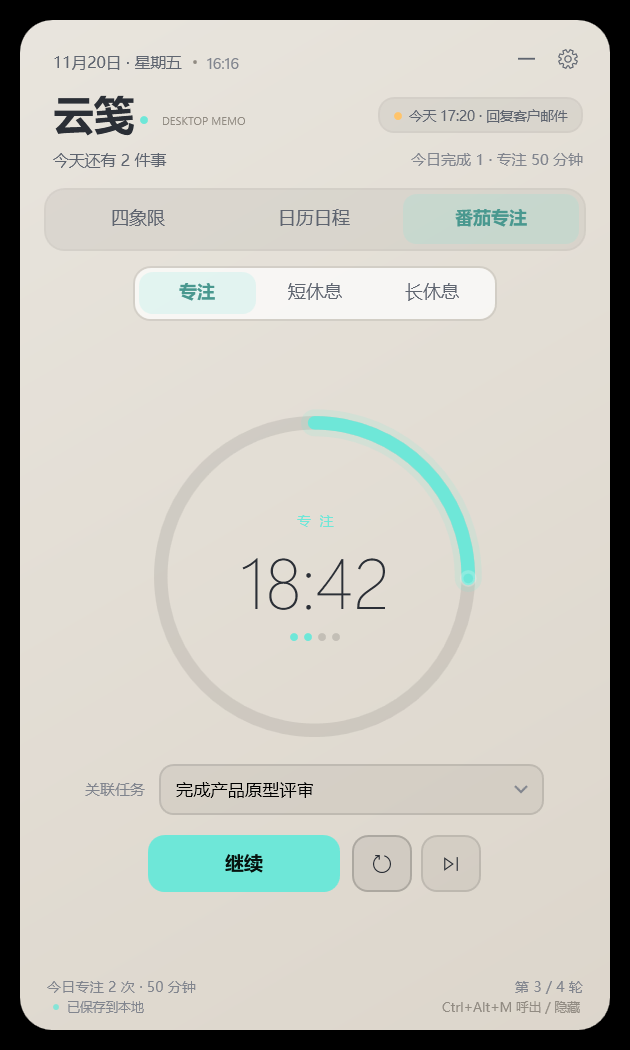 11月20日 · 星期五 • 16:16
云笺 DESKTOP MEMO
今天 17:20 · 回复客户邮件
今天还有 2 件事
今日完成 1 · 专注 50 分钟
四象限 日历日程 番茄专注
专注 短休息 长休息
专 注
18:42
关联任务 完成产品原型评审
继续
今日专注 2 次 · 50 分钟
第 3 / 4 轮
已保存到本地
Ctrl+Alt+M 呼出 / 隐藏